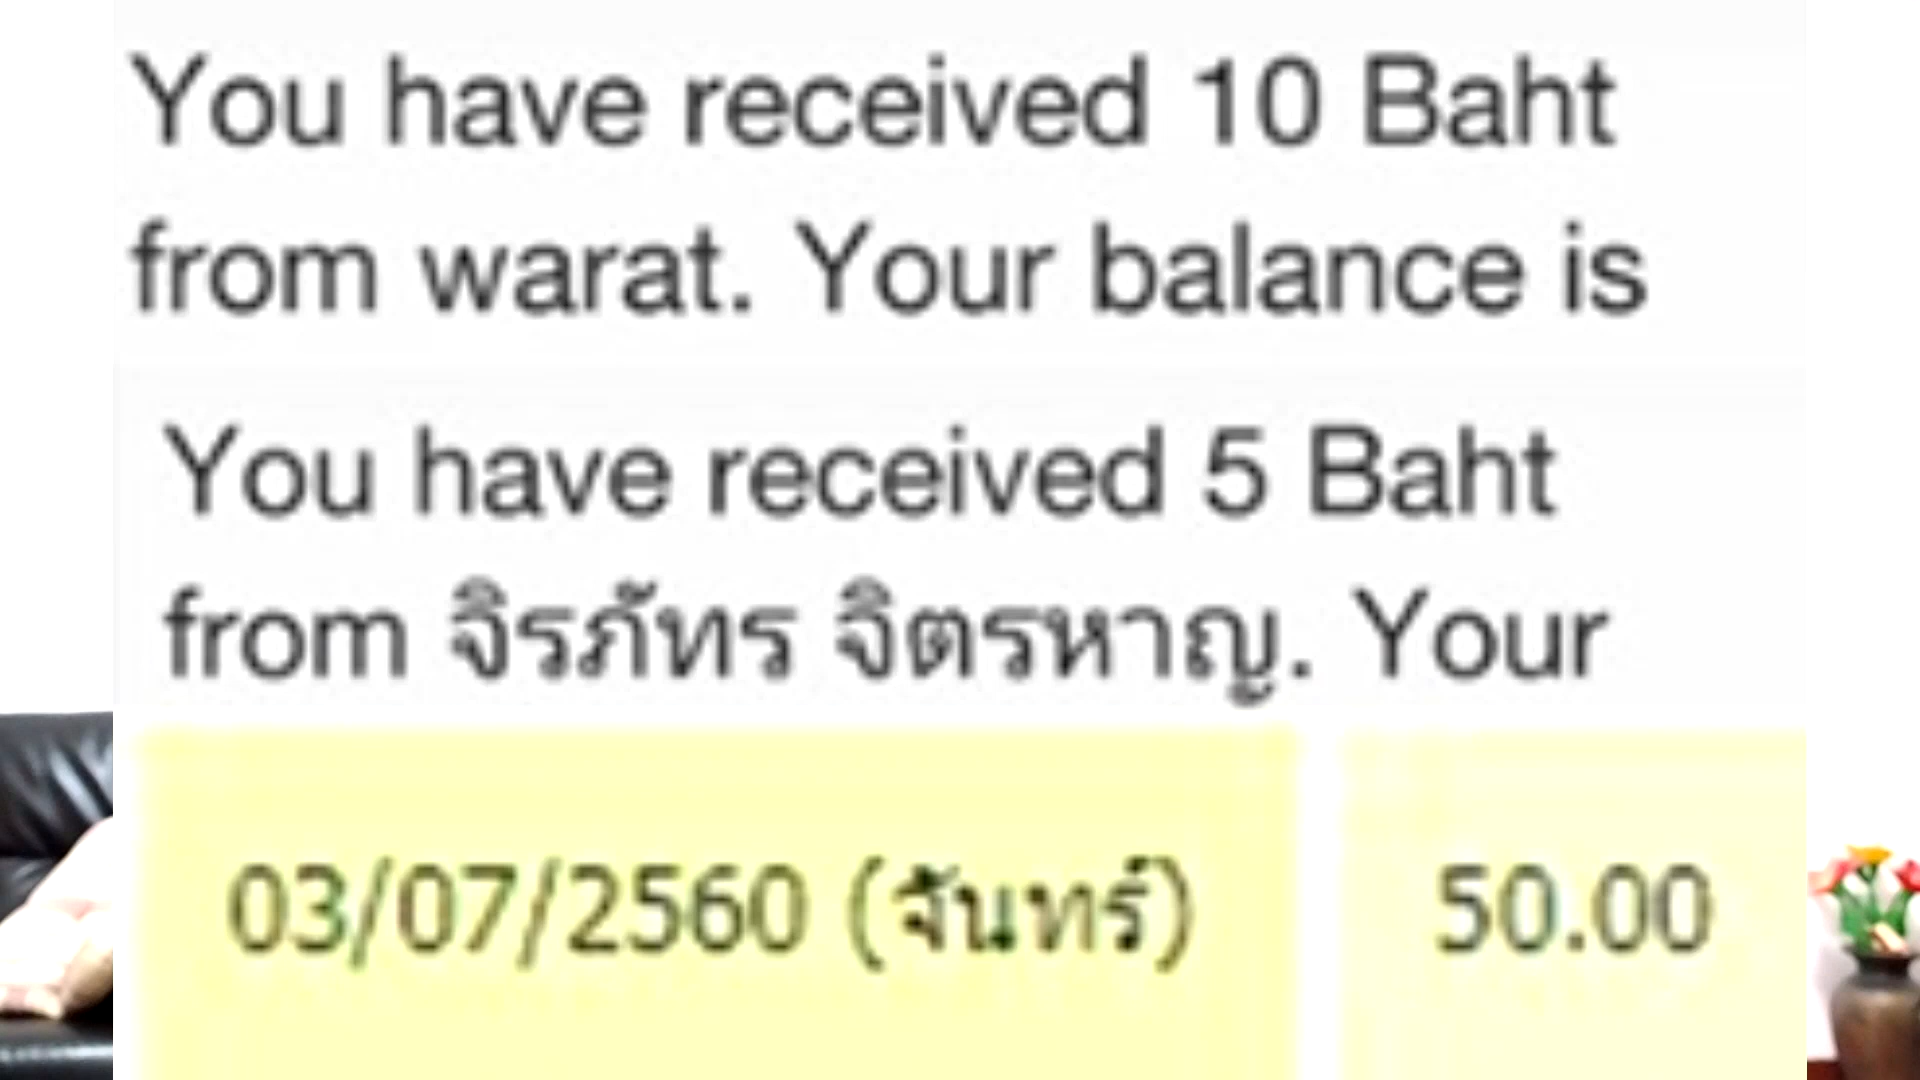 You have received 10 Baht
from warat. Your balance is
You have received 5 Baht
from จิรภัทร จิตรหาญ. Your
03/07/2560 (จันทร์) 50.00